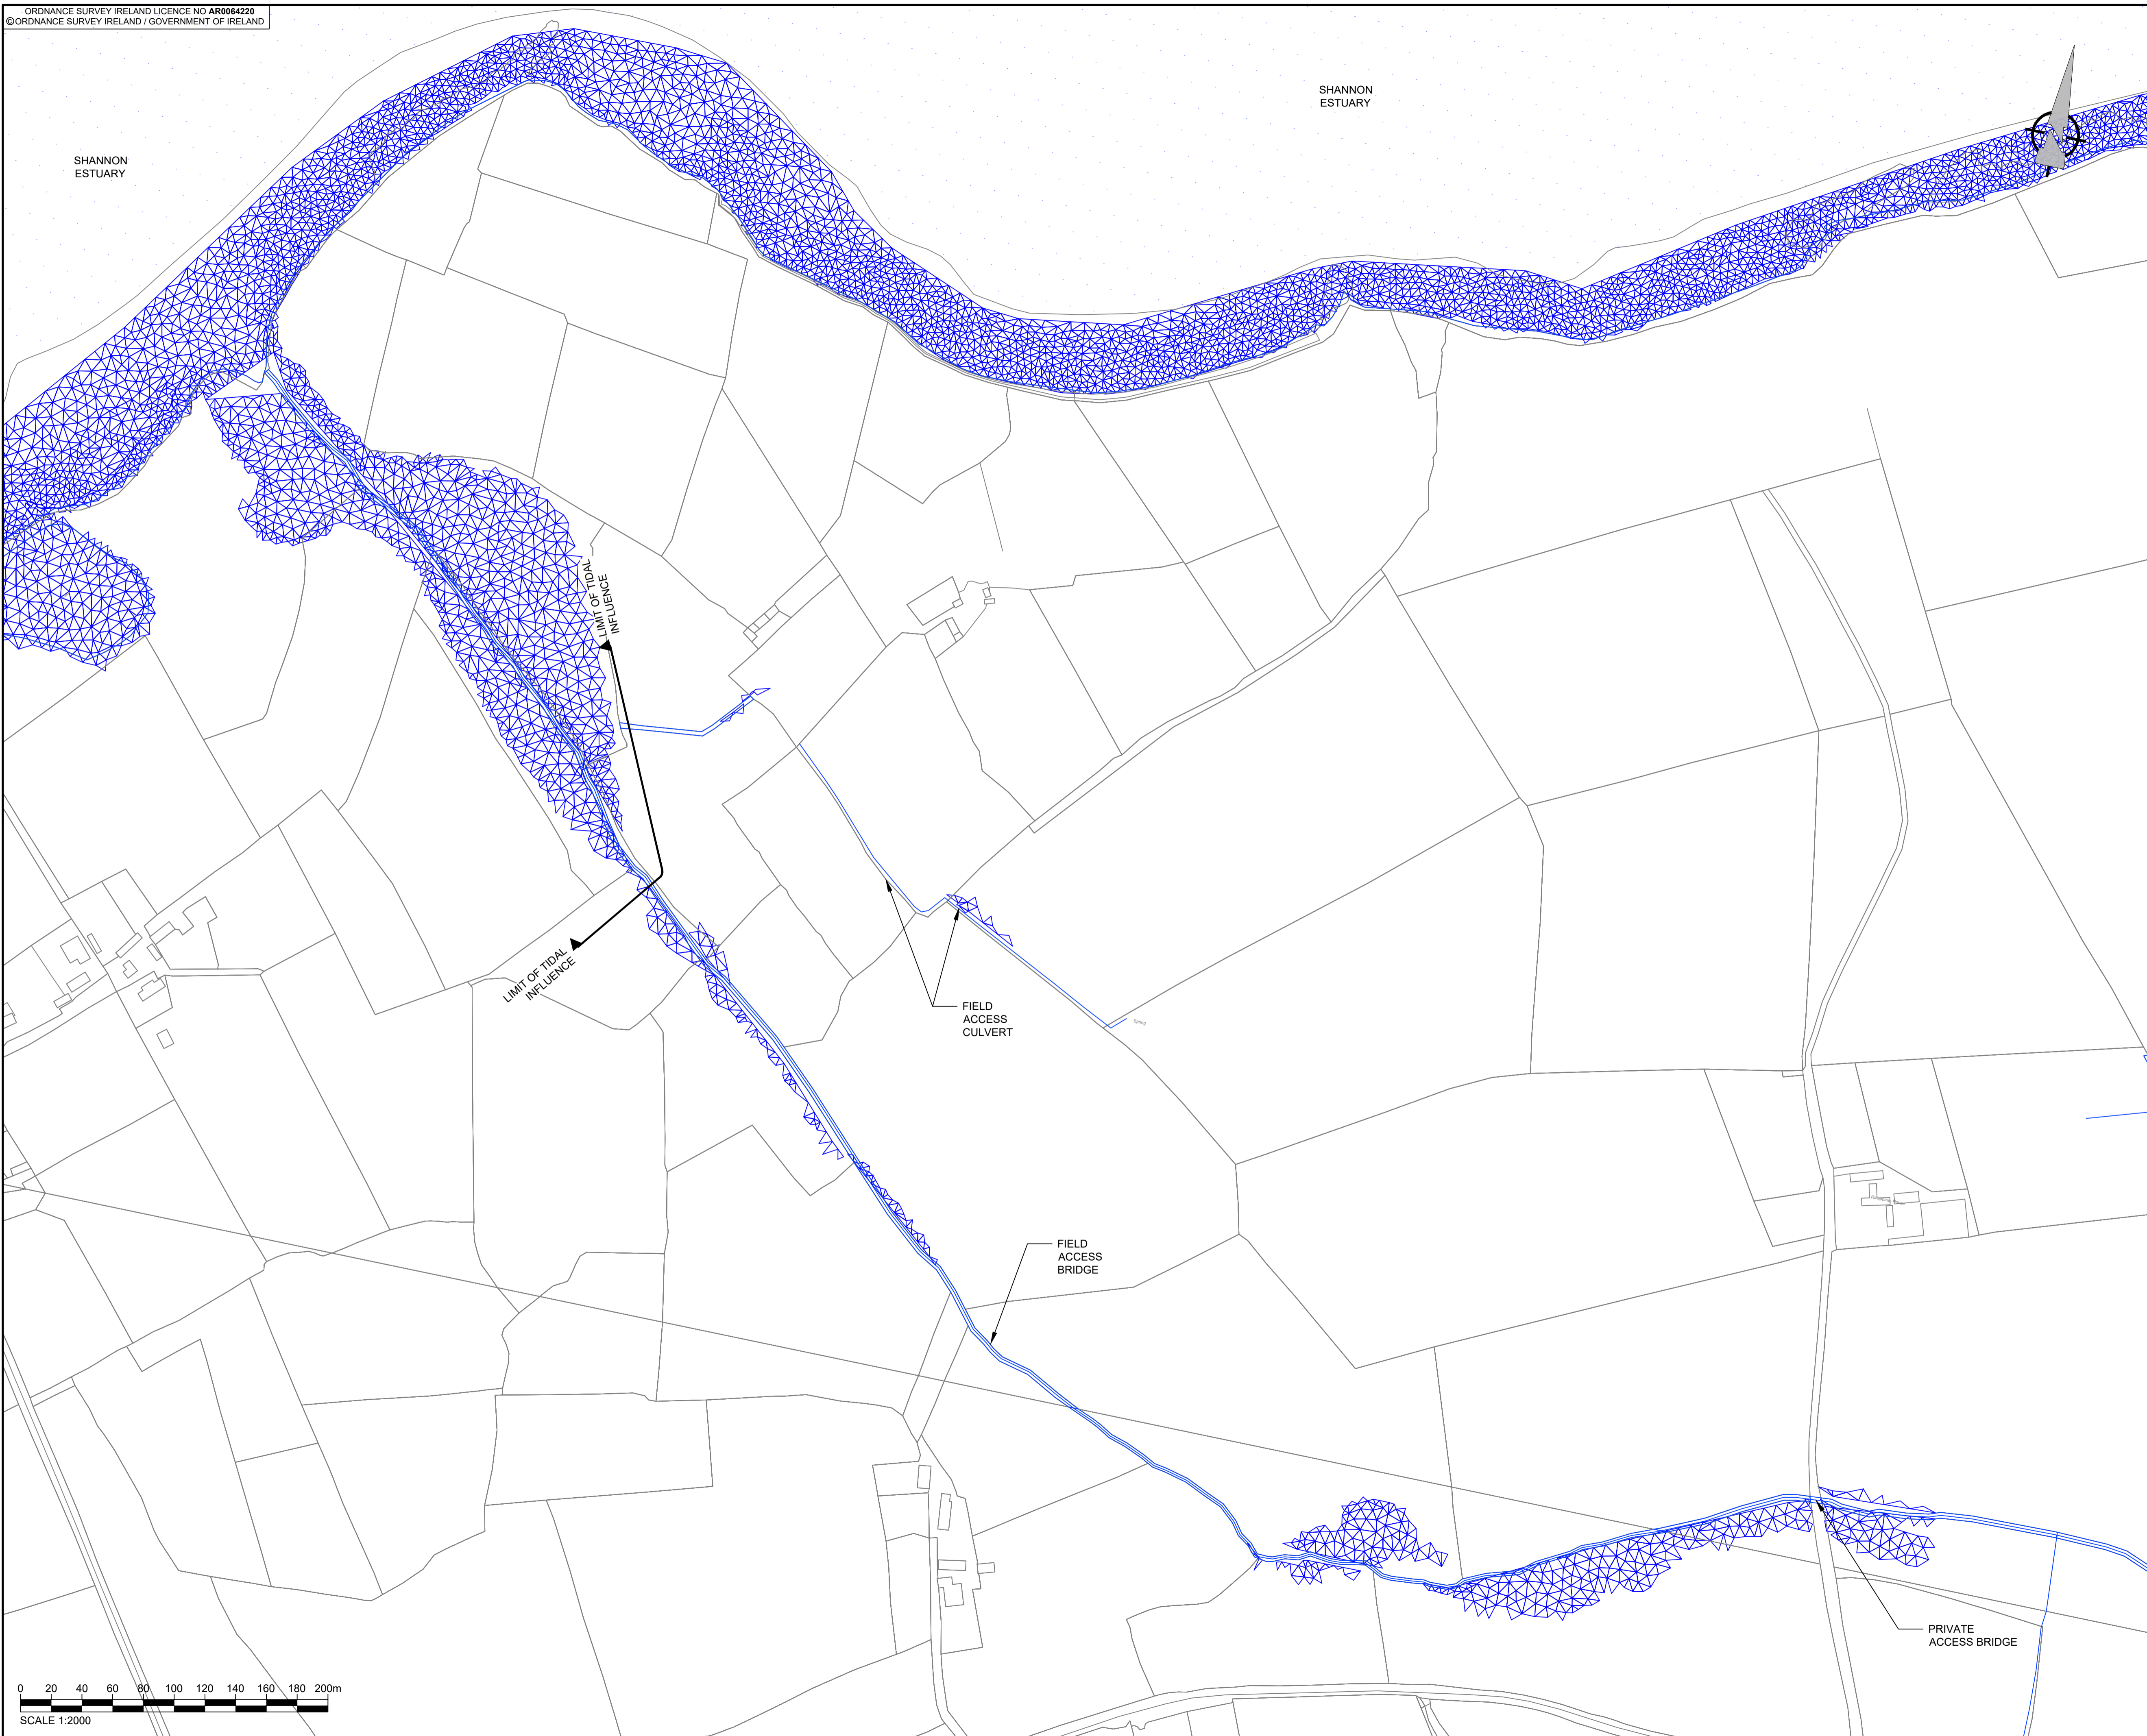 ORDNANCE SURVEY IRELAND LICENCE NO AR0064220
©ORDNANCE SURVEY IRELAND / GOVERNMENT OF IRELAND
SHANNON
ESTUARY
SHANNON
ESTUARY
N
LIMIT OF TIDAL
INFLUENCE
LIMIT OF TIDAL
INFLUENCE
FIELD
ACCESS
CULVERT
Spring
FIELD
ACCESS
BRIDGE
PRIVATE
ACCESS BRIDGE
0 20 40 60 80 100 120 140 160 180 200m
SCALE 1:2000